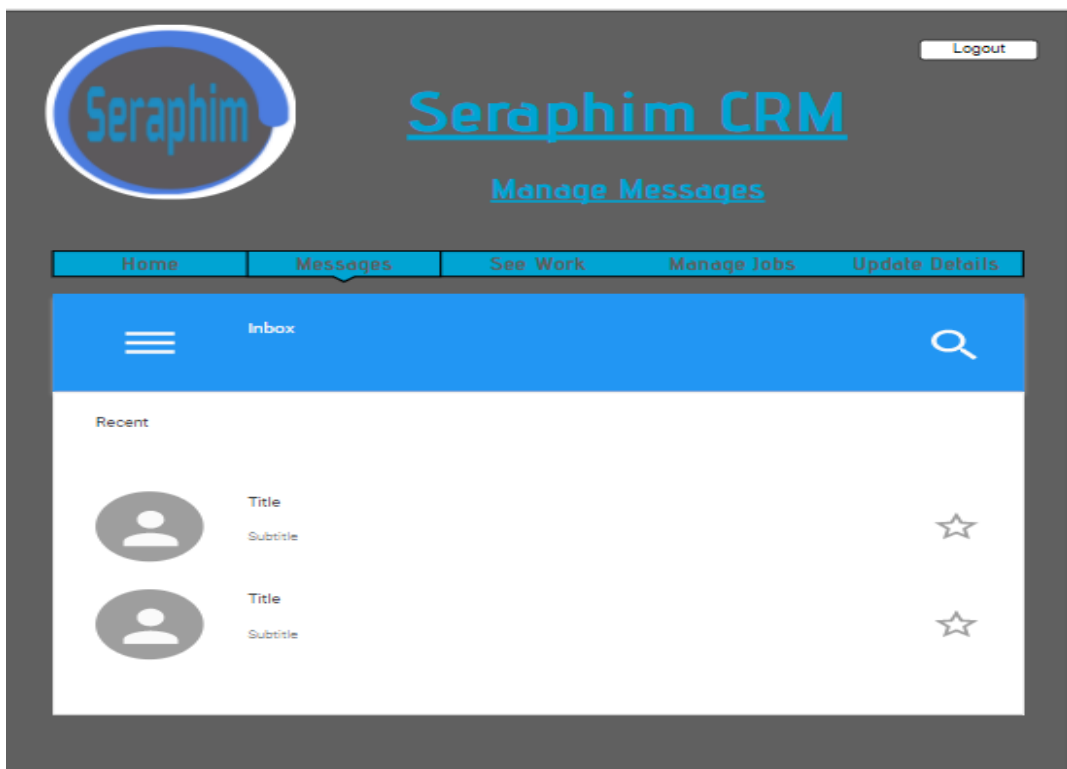 Logout
Seraphim
Seraphim CRM
Manage Messages
Home Messages See Work Manage Jobs Update Details
Inbox
Recent
Title
Subtitle
Title
Subtitle